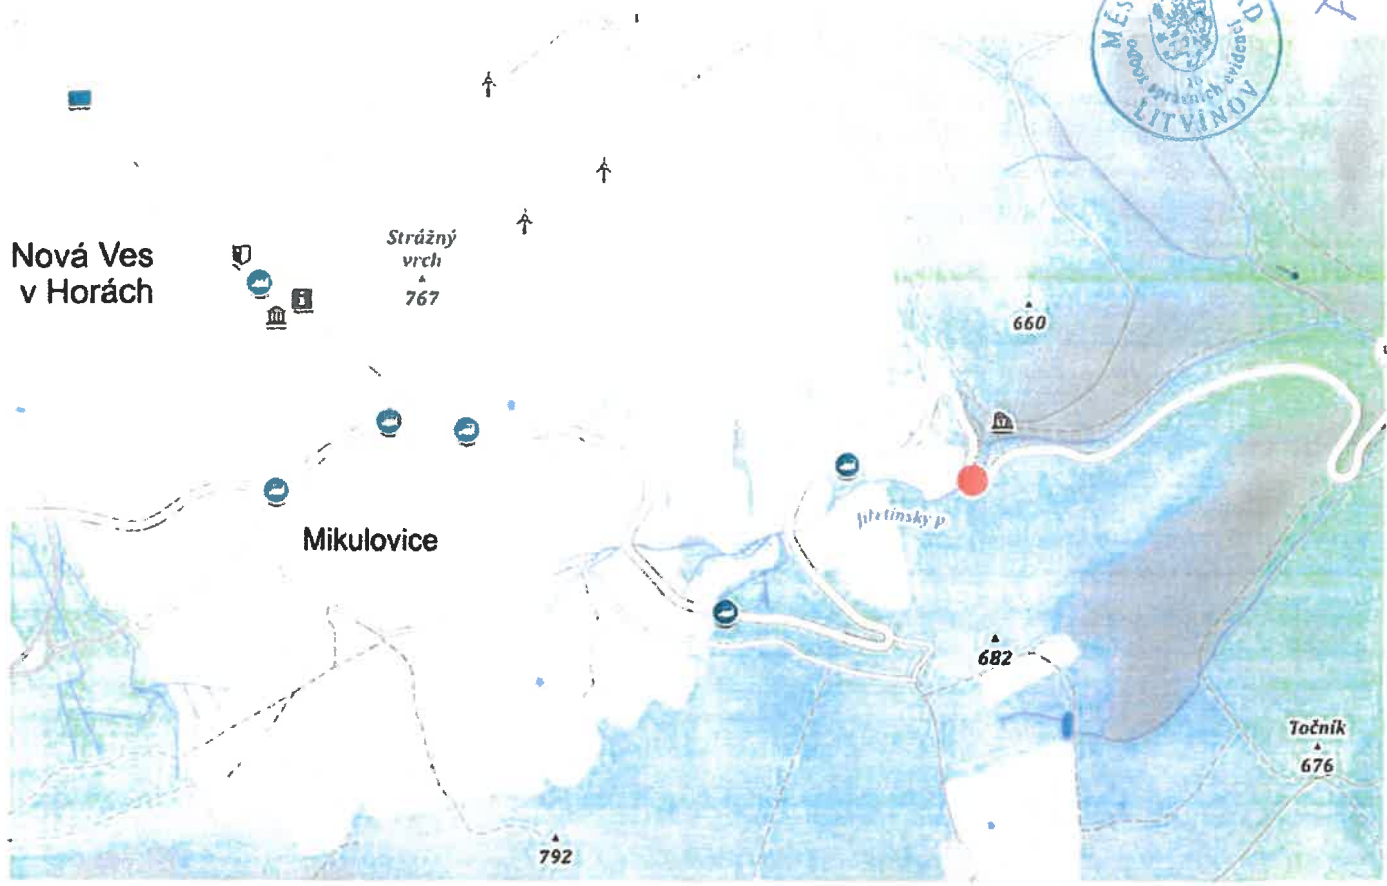 LITVÍNOV
Nová Ves
v Horách
Strážný
vrch
767
660
Mikulovice
682
Točník
676
792